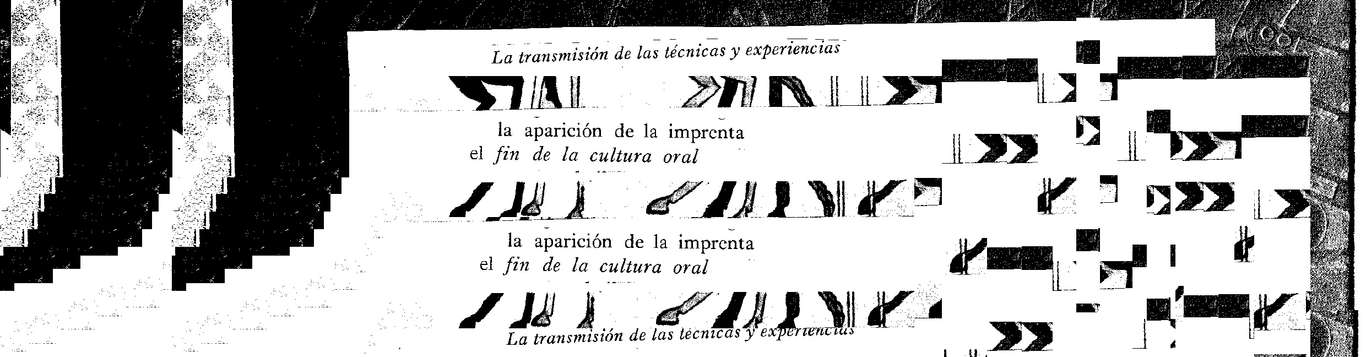 La transmisión de las técnicas y experiencias
la aparición de la imprenta
el fin de la cultura oral
la aparición de la imprenta
el fin de la cultura oral
La transmisión de las técnicas y experiencias